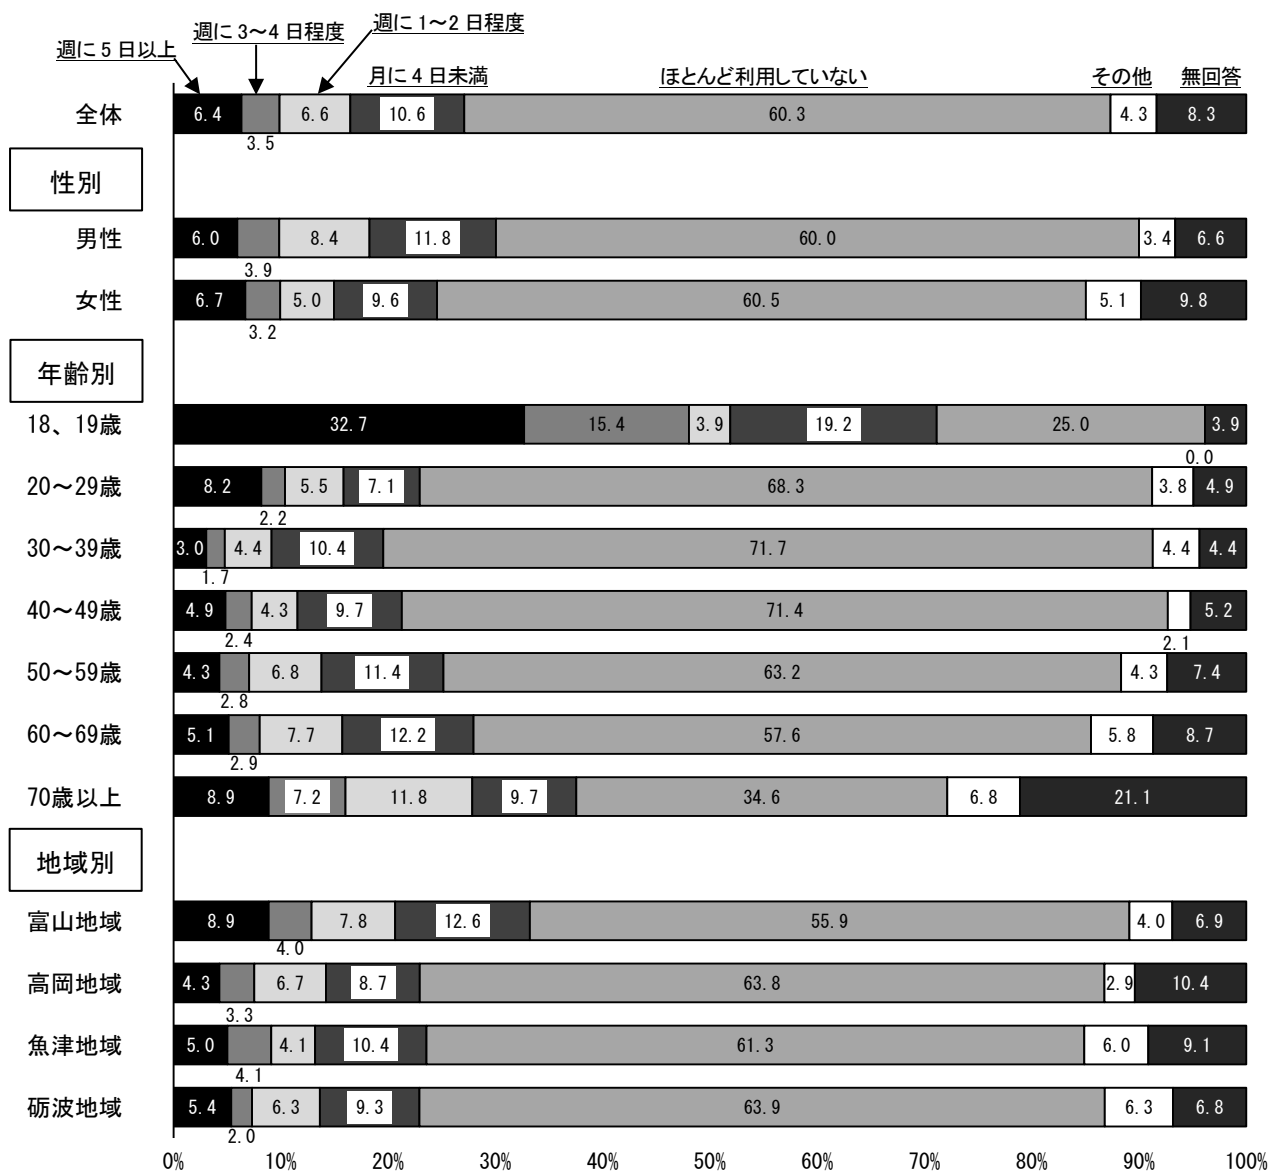 週に5日以上 週に3～4日程度 週に1～2日程度 月に4日未満 ほとんど利用していない その他 無回答
全体 6.4 3.5 6.6 10.6 60.3 4.3 8.3
性別
男性 6.0 3.9 8.4 11.8 60.0 3.4 6.6
女性 6.7 3.2 5.0 9.6 60.5 5.1 9.8
年齢別
18、19歳 32.7 15.4 3.9 19.2 25.0 0.0 3.9
20～29歳 8.2 2.2 5.5 7.1 68.3 3.8 4.9
30～39歳 3.0 1.7 4.4 10.4 71.7 4.4 4.4
40～49歳 4.9 2.4 4.3 9.7 71.4 2.1 5.2
50～59歳 4.3 2.8 6.8 11.4 63.2 4.3 7.4
60～69歳 5.1 2.9 7.7 12.2 57.6 5.8 8.7
70歳以上 8.9 7.2 11.8 9.7 34.6 6.8 21.1
地域別
富山地域 8.9 4.0 7.8 12.6 55.9 4.0 6.9
高岡地域 4.3 3.3 6.7 8.7 63.8 2.9 10.4
魚津地域 5.0 4.1 4.1 10.4 61.3 6.0 9.1
砺波地域 5.4 2.0 6.3 9.3 63.9 6.3 6.8
0% 10% 20% 30% 40% 50% 60% 70% 80% 90% 100%